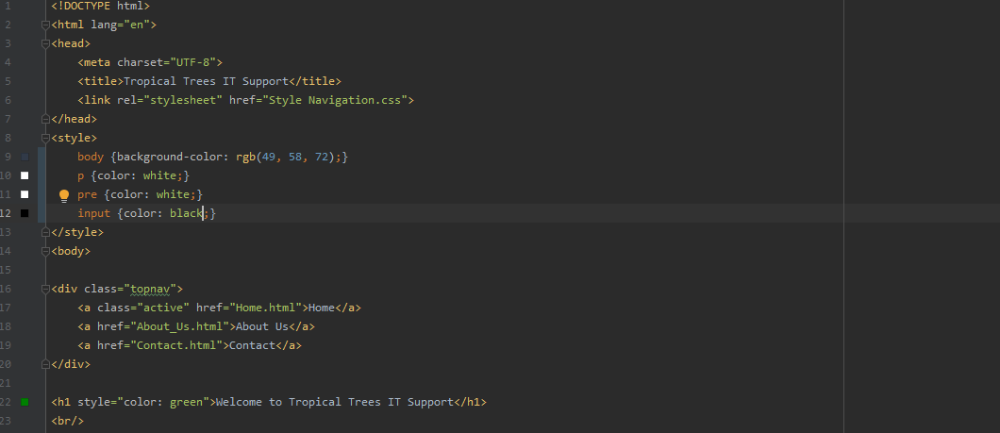 1 <!DOCTYPE html>
2 <html lang="en">
3 <head>
4 <meta charset="UTF-8">
5 <title>Tropical Trees IT Support</title>
6 <link rel="stylesheet" href="Style Navigation.css">
7 </head>
8 <style>
9 body {background-color: rgb(49, 58, 72);}
10 p {color: white;}
11 pre {color: white;}
12 input {color: black;}
13 </style>
14 <body>
15
16 <div class="topnav">
17 <a class="active" href="Home.html">Home</a>
18 <a href="About_Us.html">About Us</a>
19 <a href="Contact.html">Contact</a>
20 </div>
21
22 <h1 style="color: green">Welcome to Tropical Trees IT Support</h1>
23 <br/>